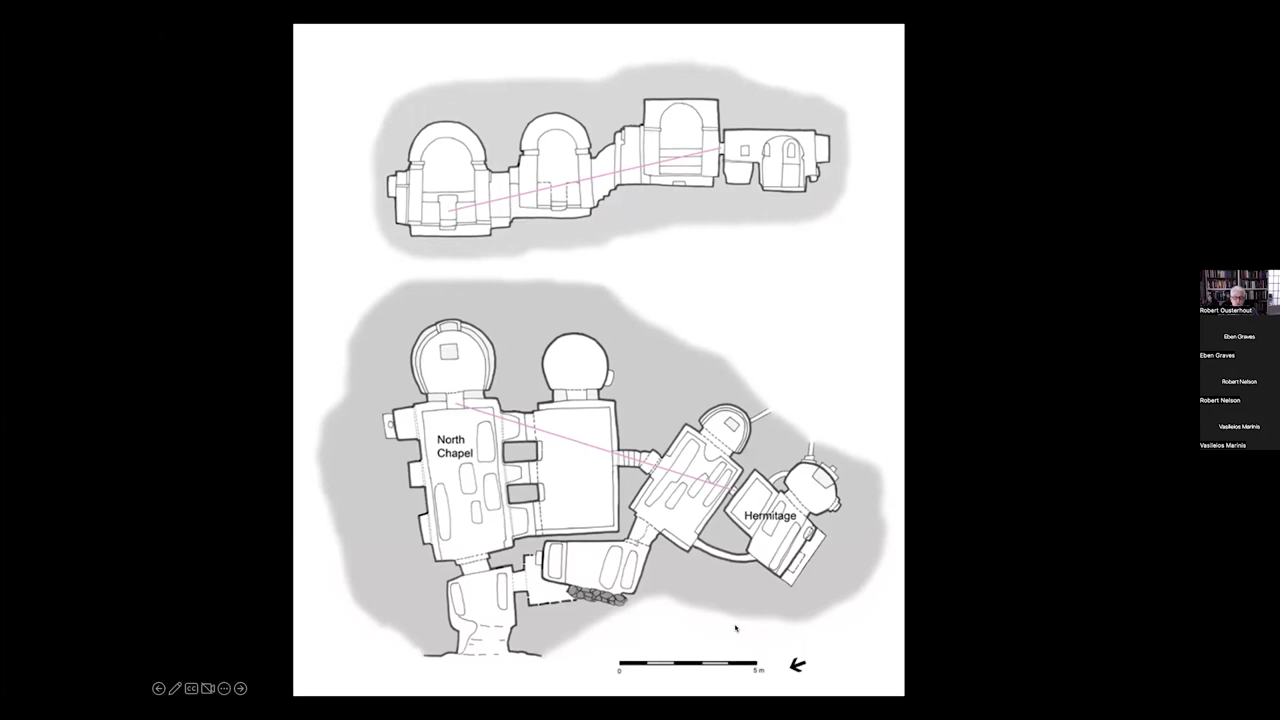 North
Chapel
Hermitage
0
5 m
CC
Robert Ousterhout
Eben Graves
Eben Graves
Robert Nelson
Robert Nelson
Vasileios Marinis
Vasileios Marinis